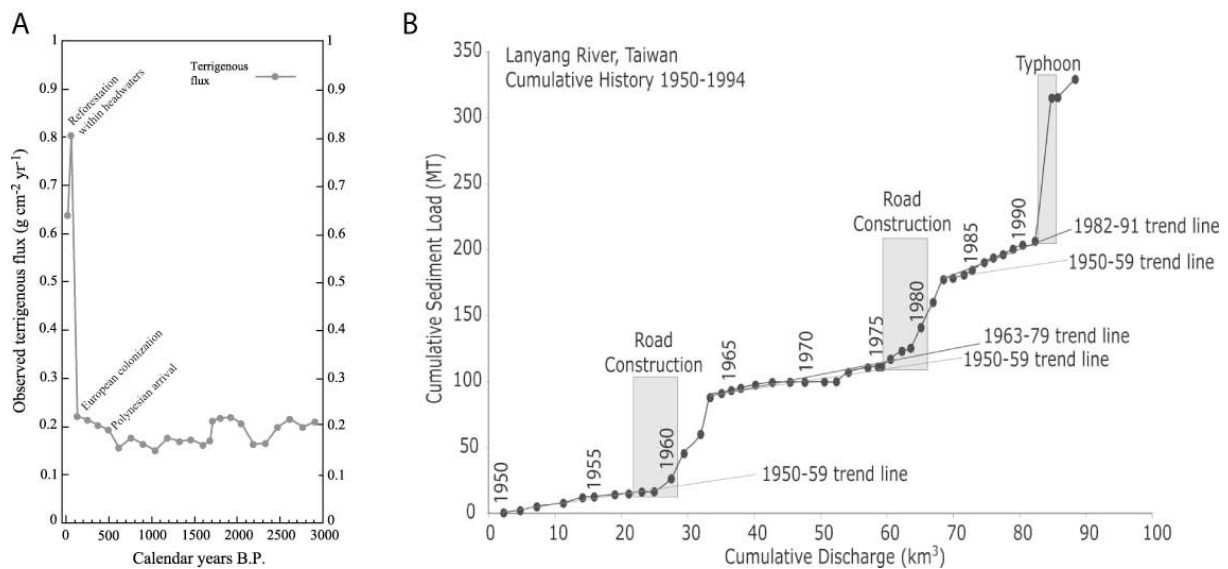 A
Observed terrigenous flux (g cm⁻² yr⁻¹)
1
0.9
0.8
0.7
0.6
0.5
0.4
0.3
0.2
0.1
0
1
0.9
0.8
0.7
0.6
0.5
0.4
0.3
0.2
0.1
0
Terrigenous
flux
Reforestation
within headwaters
European colonization
Polynesian arrival
0 500 1000 1500 2000 2500 3000
Calendar years B.P.
B
Lanyang River, Taiwan
Cumulative History 1950-1994
Cumulative Sediment Load (MT)
350
300
250
200
150
100
50
0
1950
1955
Road
Construction
1960
1950-59 trend line
1965
1970
1975
Road
Construction
1980
1963-79 trend line
1950-59 trend line
1985
1990
Typhoon
1982-91 trend line
1950-59 trend line
0 10 20 30 40 50 60 70 80 90 100
Cumulative Discharge (km³)